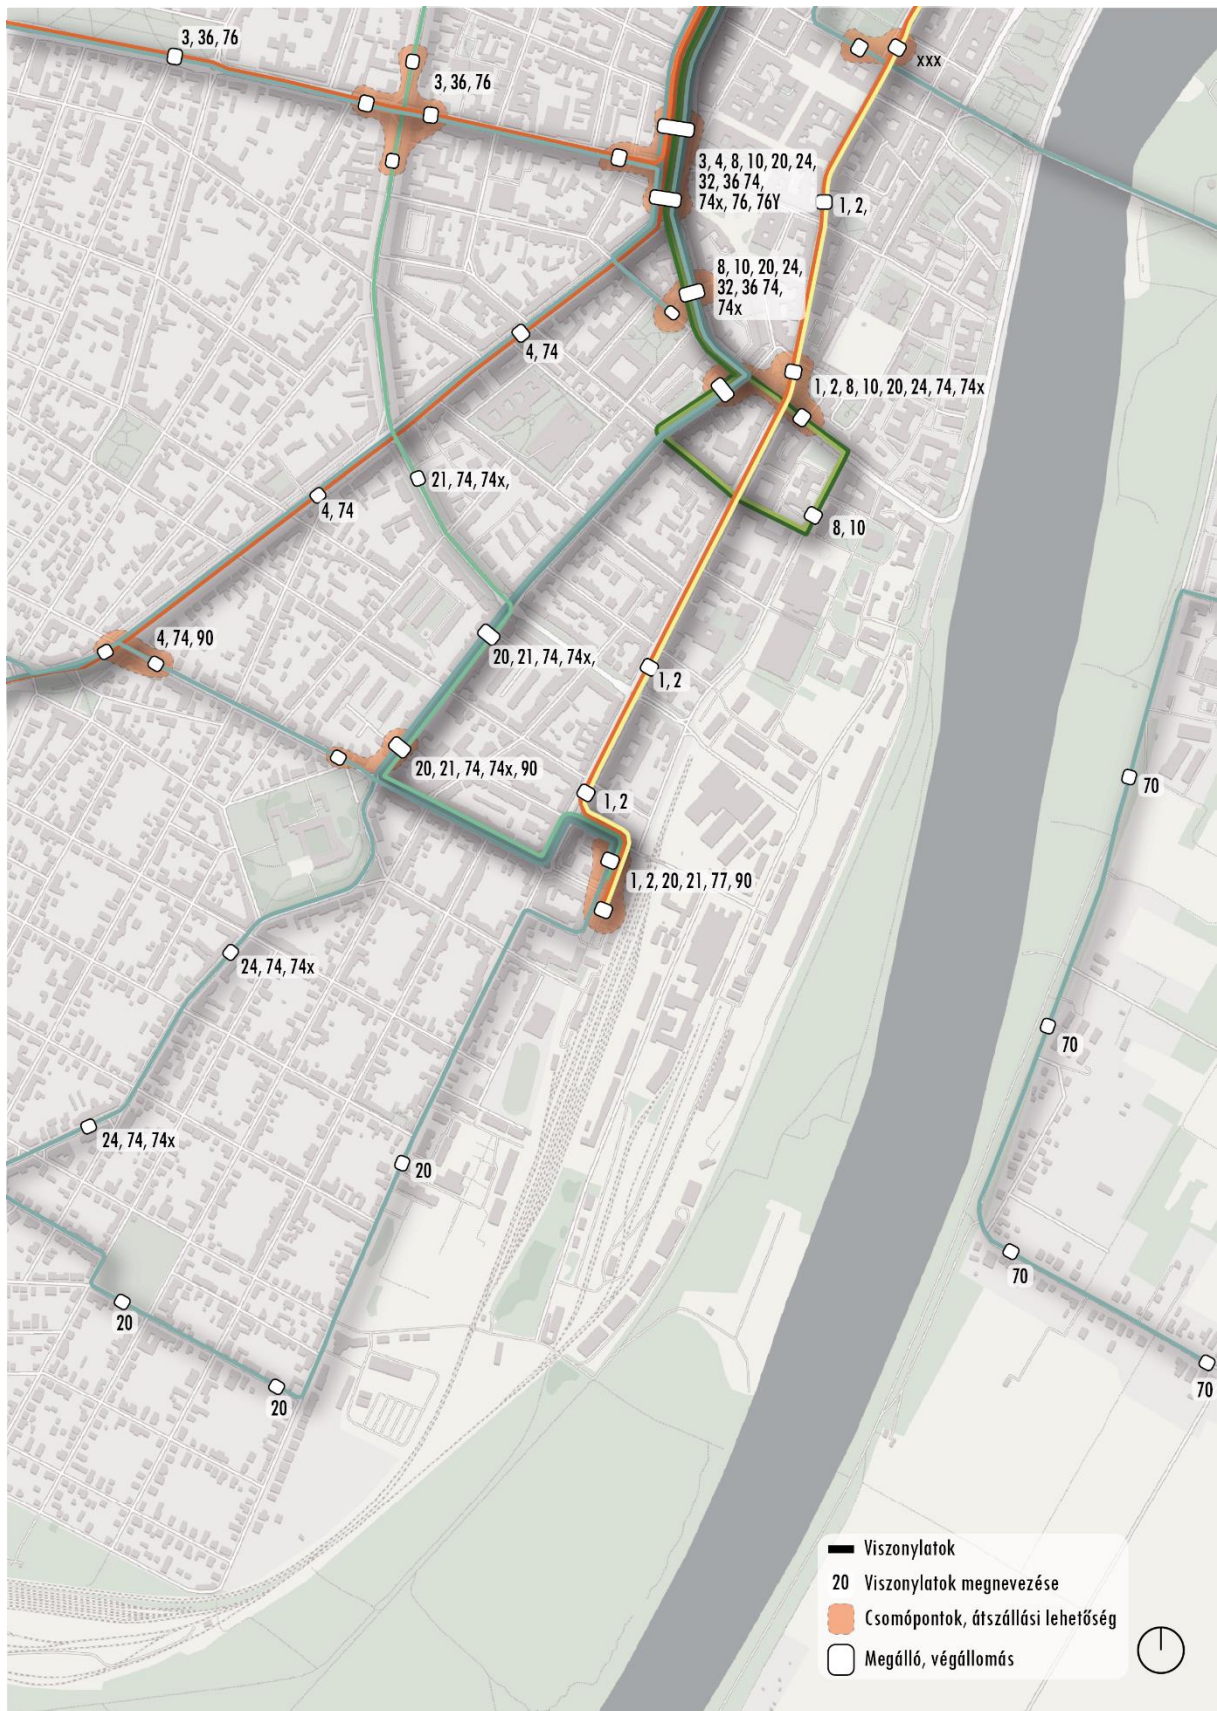 3, 36, 76
xxx
3, 36, 76
3, 4, 8, 10, 20, 24,
32, 36 74,
74x, 76, 76Y
1, 2,
8, 10, 20, 24,
32, 36 74,
74x
4, 74
1, 2, 8, 10, 20, 24, 74, 74x
21, 74, 74x,
4, 74
8, 10
4, 74, 90
20, 21, 74, 74x,
1, 2
20, 21, 74, 74x, 90
70
1, 2
1, 2, 20, 21, 77, 90
24, 74, 74x
70
24, 74, 74x
20
70
20
70
20
Viszonylatok
20 Viszonylatok megnevezése
Csomópontok, átszállási lehetőség
Megálló, végállomás